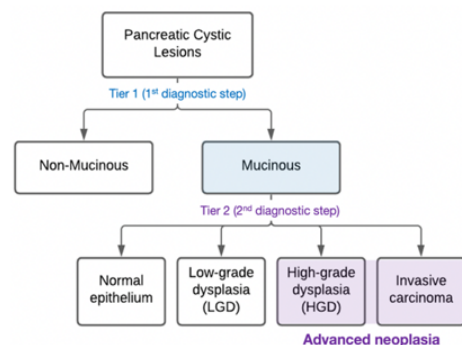 Pancreatic Cystic
Lesions
Tier 1 (1st diagnostic step)
Non-Mucinous
Mucinous
Tier 2 (2nd diagnostic step)
Normal
epithelium
Low-grade
dysplasia
(LGD)
High-grade
dysplasia
(HGD)
Invasive
carcinoma
Advanced neoplasia